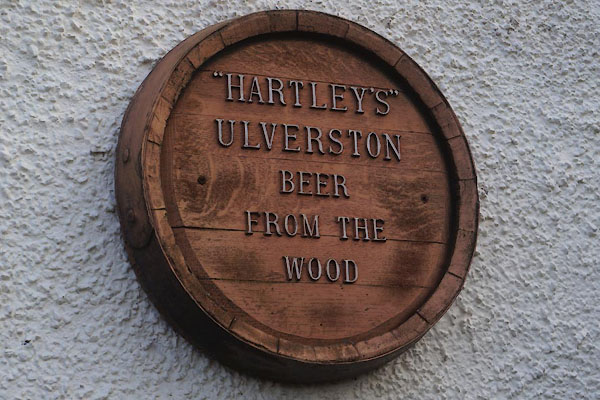 "HARTLEY'S"
ULVERSTON
BEER
FROM THE
WOOD